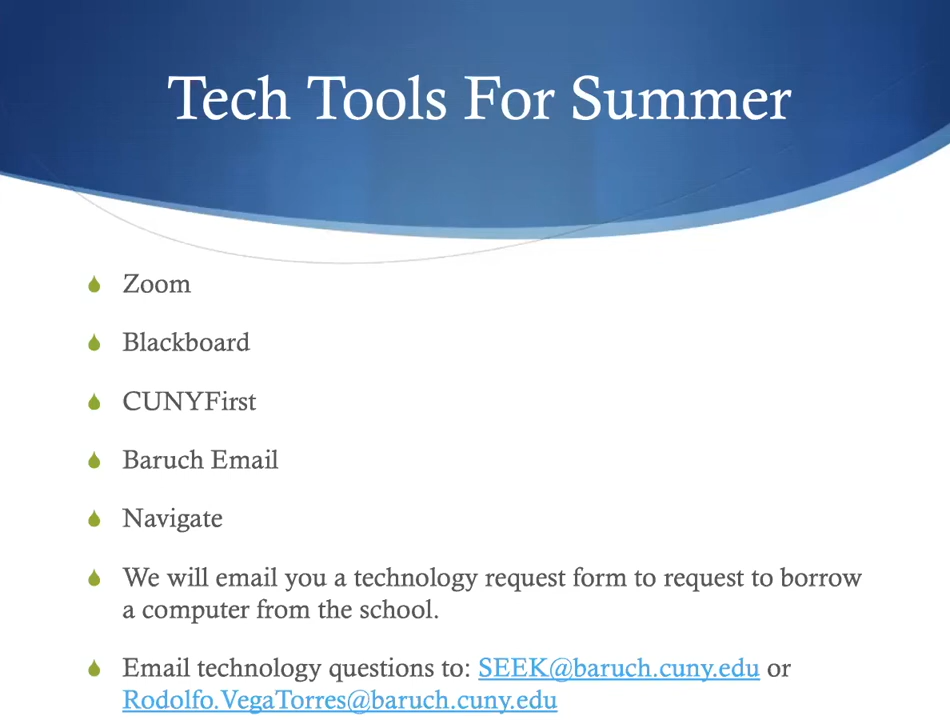 Tech Tools For Summer
Zoom
Blackboard
CUNYFirst
Baruch Email
Navigate
We will email you a technology request form to request to borrow
a computer from the school.
Email technology questions to: SEEK@baruch.cuny.edu or
Rodolfo.VegaTorres@baruch.cuny.edu